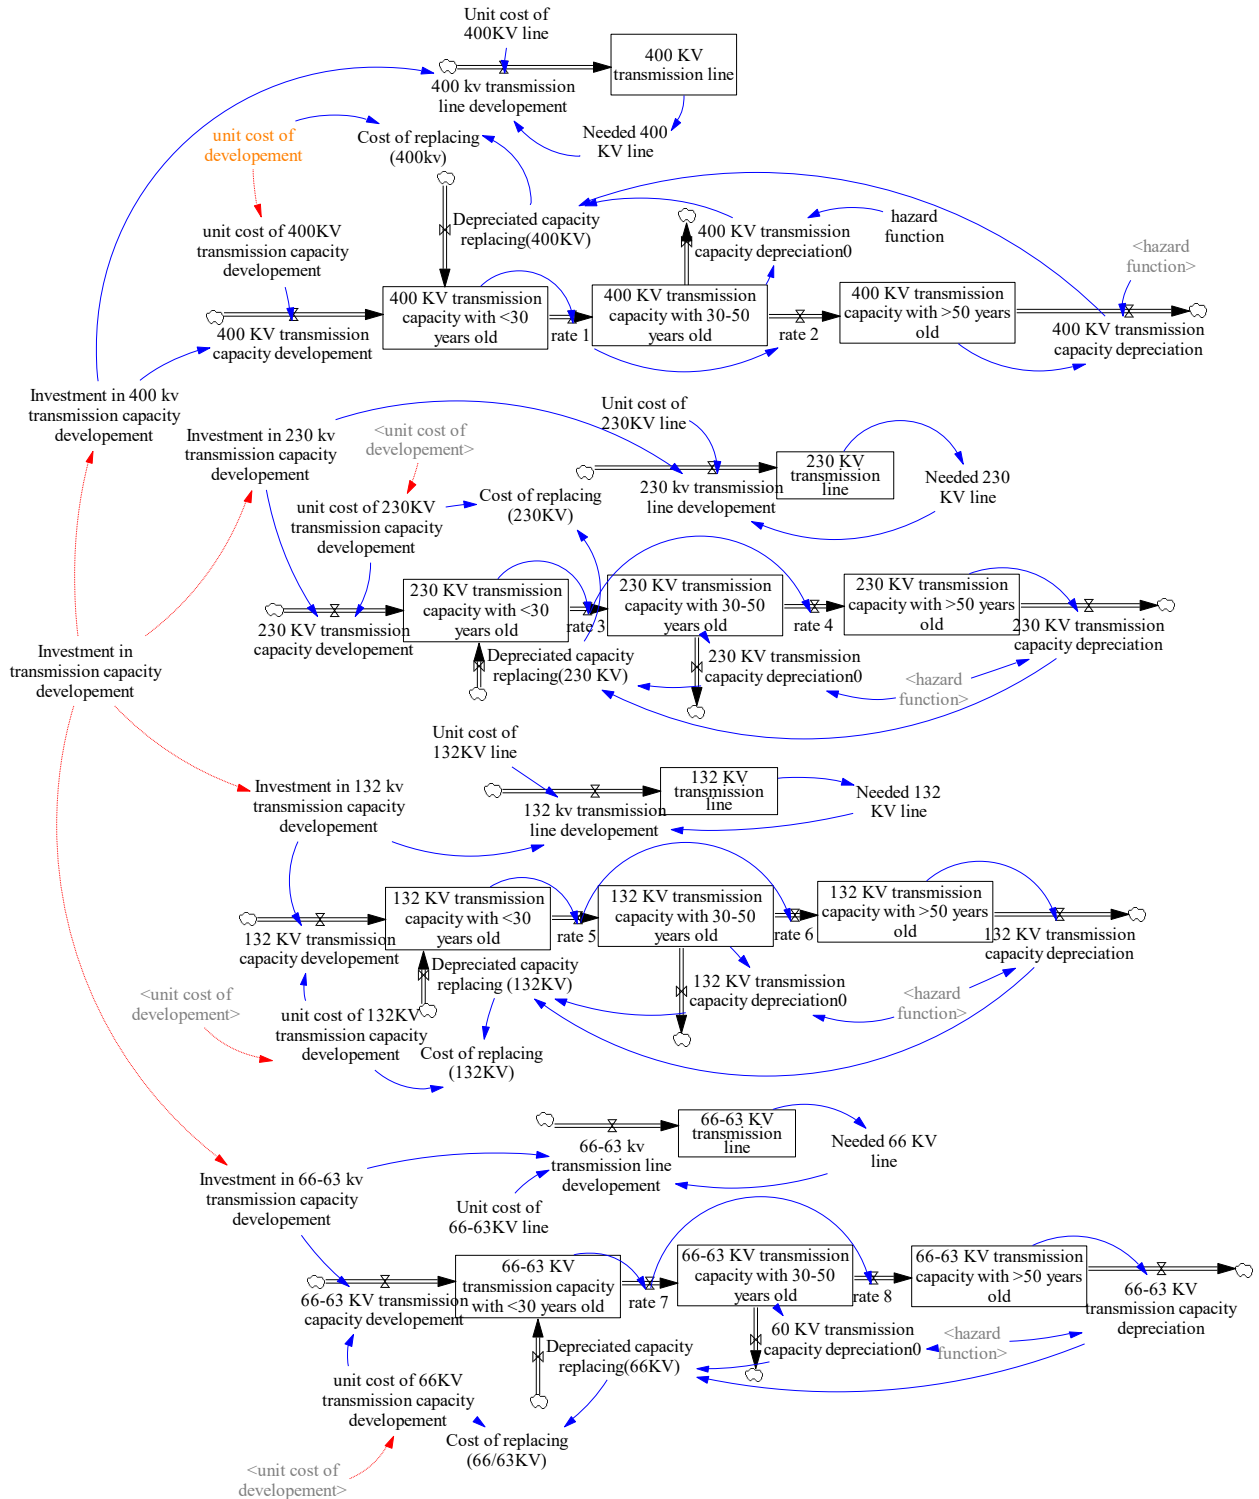 Unit cost of
400KV line
400 KV
transmission line
400 kv transmission
line developement
Needed 400
KV line
unit cost of
developement
Cost of replacing
(400kv)
unit cost of 400KV
transmission capacity
developement
Depreciated capacity
replacing(400KV)
400 KV transmission
capacity depreciation0
hazard
function
<hazard
function>
400 KV transmission
capacity developement
400 KV transmission
capacity with <30
years old
rate 1
400 KV transmission
capacity with 30-50
years old
rate 2
400 KV transmission
capacity with >50 years
old
400 KV transmission
capacity depreciation
Investment in 400 kv
transmission capacity
developement
Investment in 230 kv
transmission capacity
developement
<unit cost of
developement>
Unit cost of
230KV line
230 KV
transmission
line
230 kv transmission
line developement
Needed 230
KV line
unit cost of 230KV
transmission capacity
developement
Cost of replacing
(230KV)
230 KV transmission
capacity developement
230 KV transmission
capacity with <30
years old
rate 3
230 KV transmission
capacity with 30-50
years old
rate 4
230 KV transmission
capacity with >50 years
old
230 KV transmission
capacity depreciation
Depreciated capacity
replacing(230 KV)
230 KV transmission
capacity depreciation0
<hazard
function>
Investment in
transmission capacity
developement
Unit cost of
132KV line
Investment in 132 kv
transmission capacity
developement
132 KV
transmission
line
132 kv transmission
line development
Needed 132
KV line
132 KV transmission
capacity developement
132 KV transmission
capacity with <30
years old
rate 5
132 KV transmission
capacity with 30-50
years old
rate 6
132 KV transmission
capacity with >50 years
old
132 KV transmission
capacity depreciation
Depreciated capacity
replacing (132KV)
132 KV transmission
capacity depreciation0
<hazard
function>
<unit cost of
developement>
unit cost of 132KV
transmission capacity
developement
Cost of replacing
(132KV)
66-63 KV
transmission
line
66-63 kv
transmission line
developement
Needed 66 KV
line
Investment in 66-63 kv
transmission capacity
developement
Unit cost of
66-63KV line
66-63 KV transmission
capacity developement
66-63 KV
transmission capacity
with <30 years old
rate 7
66-63 KV transmission
capacity with 30-50
years old
rate 8
66-63 KV transmission
capacity with >50 years
old
66-63 KV
transmission capacity
depreciation
Depreciated capacity
replacing(66KV)
60 KV transmission
capacity depreciation0
<hazard
function>
unit cost of 66KV
transmission capacity
developement
Cost of replacing
(66/63KV)
<unit cost of
developement>